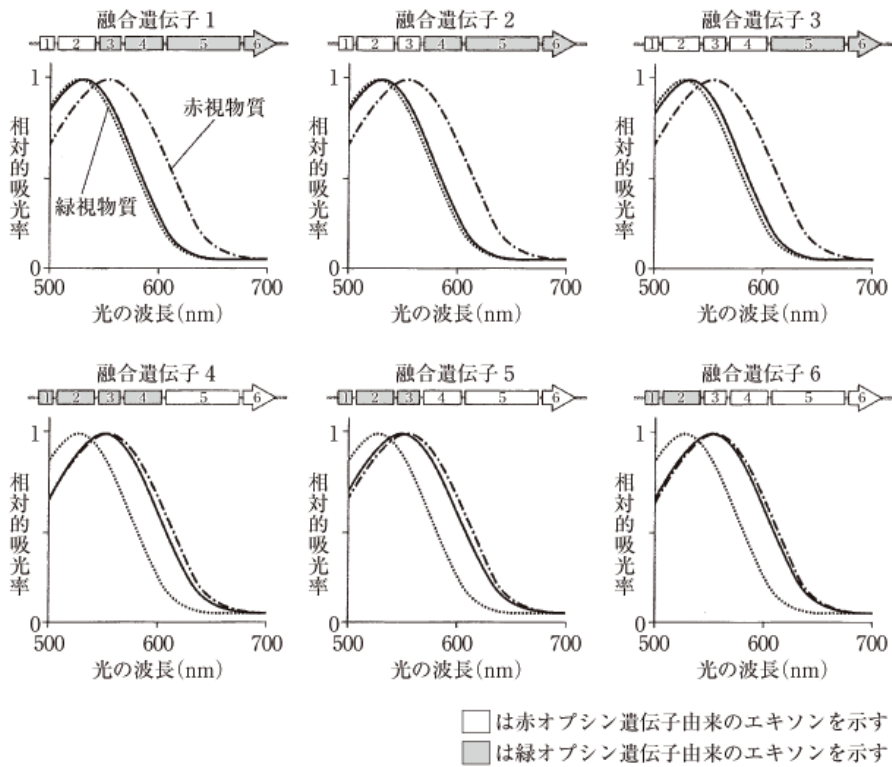 融合遺伝子1
1 2 3 4 5 6
1
相対的吸光率
0
500 600 700
光の波長(nm)
赤視物質
緑視物質
融合遺伝子2
1 2 3 4 5 6
1
相対的吸光率
0
500 600 700
光の波長(nm)
融合遺伝子3
1 2 3 4 5 6
1
相対的吸光率
0
500 600 700
光の波長(nm)
融合遺伝子4
1 2 3 4 5 6
1
相対的吸光率
0
500 600 700
光の波長(nm)
融合遺伝子5
1 2 3 4 5 6
1
相対的吸光率
0
500 600 700
光の波長(nm)
融合遺伝子6
1 2 3 4 5 6
1
相対的吸光率
0
500 600 700
光の波長(nm)
は赤オプシン遺伝子由来のエキソンを示す
は緑オプシン遺伝子由来のエキソンを示す